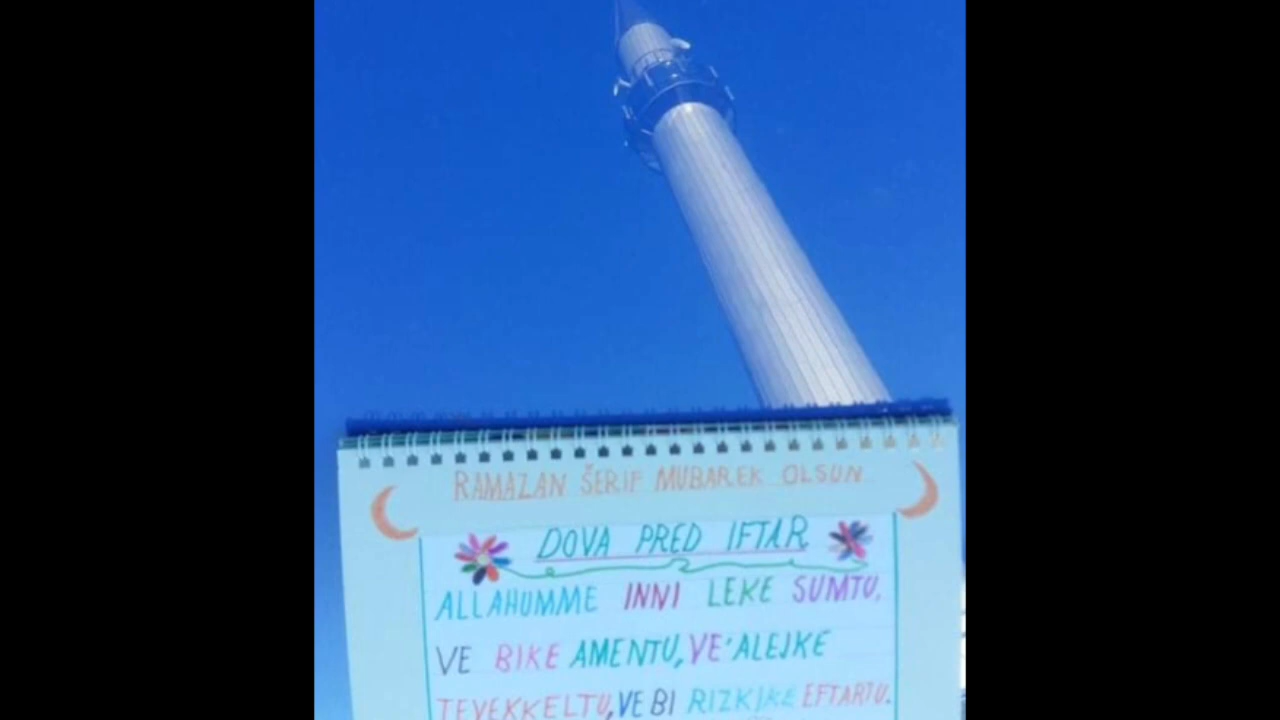 RAMAZAN ŠERIF MUBAREK OLSUN
DOVA PRED IFTAR
ALLAHUMME INNI LEKE SUMTU,
VE BIKE AMENTU, VE'ALEJKE
TEVEKKELTU, VE BI RIZKIKE EFTARTU.